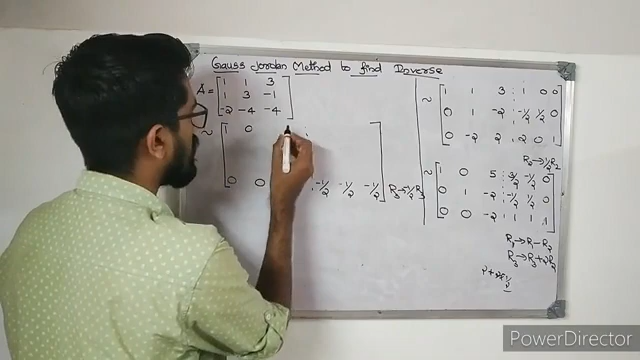 Gauss Jordan Method to find Inverse
A = [ 1 1 3
1 3 -1
-2 -4 -4 ]
~ [ 1 0 :
0 0 : -1/2 -1/2 -1/2 ] R3→-1/2 R3
~ [ 1 1 3 : 1 0 0
0 1 -2 : -1/2 1/2 0
0 -2 2 : 2 0 1 ]
R2→1/2 R2
~ [ 1 0 5 : 3/2 -1/2 0
0 1 -2 : -1/2 1/2 0
0 0 -2 : 1 1 1 ]
R1→R1-R2
R3→R3+2R2
PowerDirector